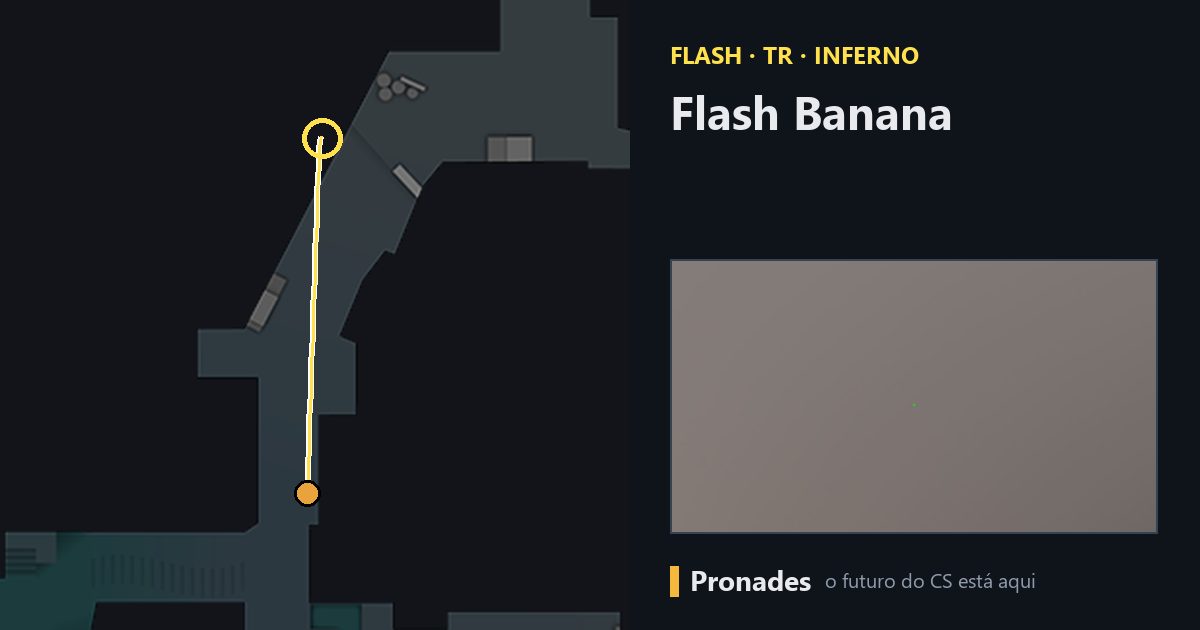 FLASH · TR · INFERNO
Flash Banana
Pronades o futuro do CS está aqui